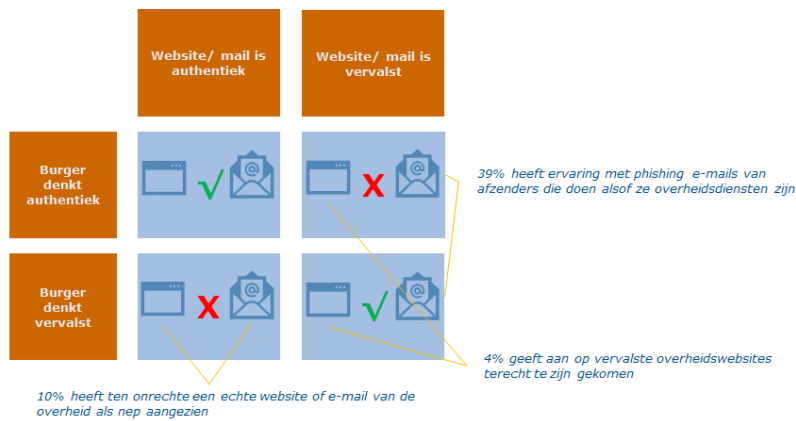 Website/ mail is
authentiek
Website/ mail is
vervalst
Burger
denkt
authentiek
√
@
X
@
39% heeft ervaring met phishing e-mails van
afzenders die doen alsof ze overheidsdiensten zijn
Burger
denkt
vervalst
X
@
√
@
4% geeft aan op vervalste overheidswebsites
terecht te zijn gekomen
10% heeft ten onrechte een echte website of e-mail van de
overheid als nep aangezien